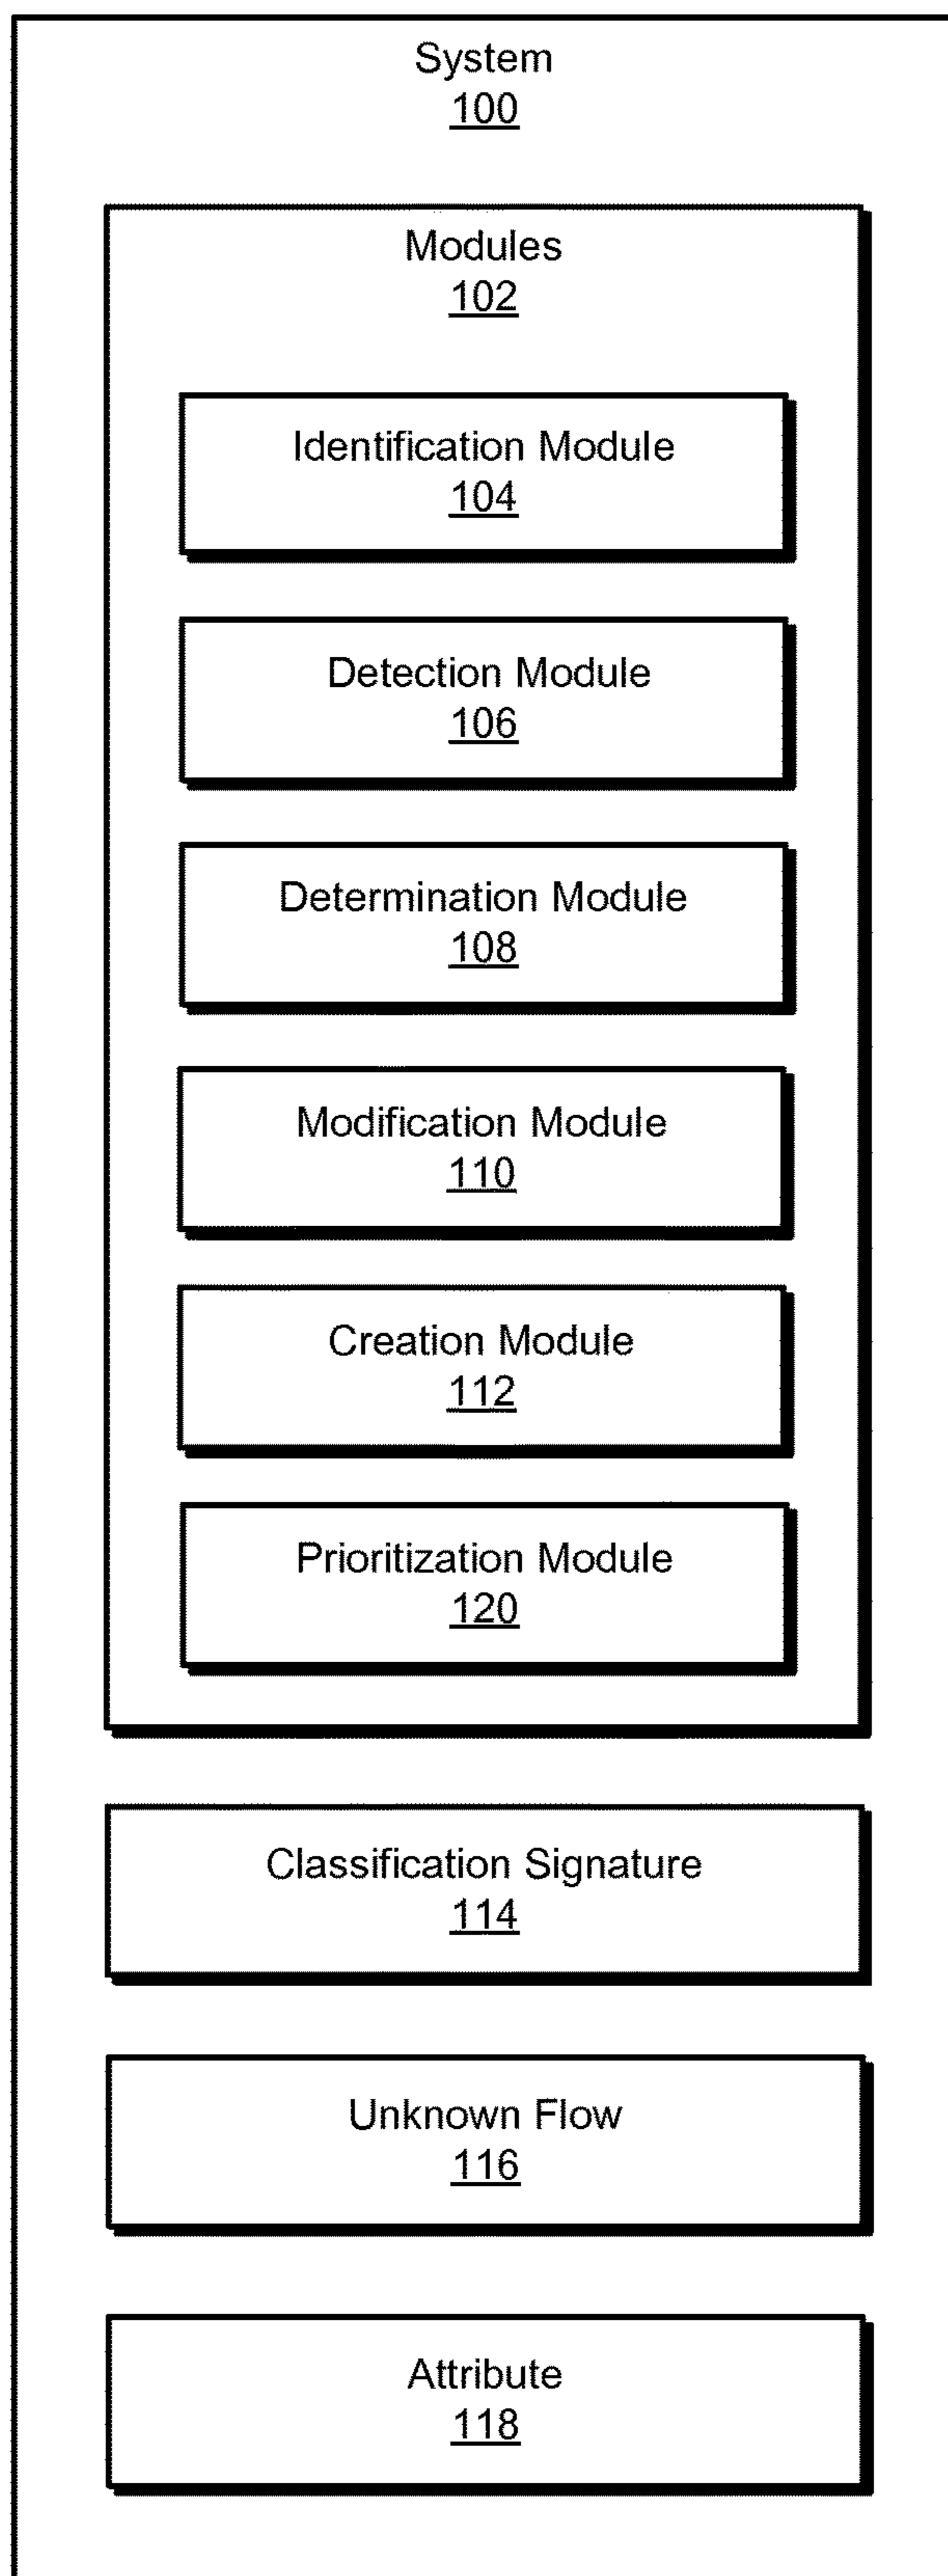 System
100
Modules
102
Identification Module
104
Detection Module
106
Determination Module
108
Modification Module
110
Creation Module
112
Prioritization Module
120
Classification Signature
114
Unknown Flow
116
Attribute
118